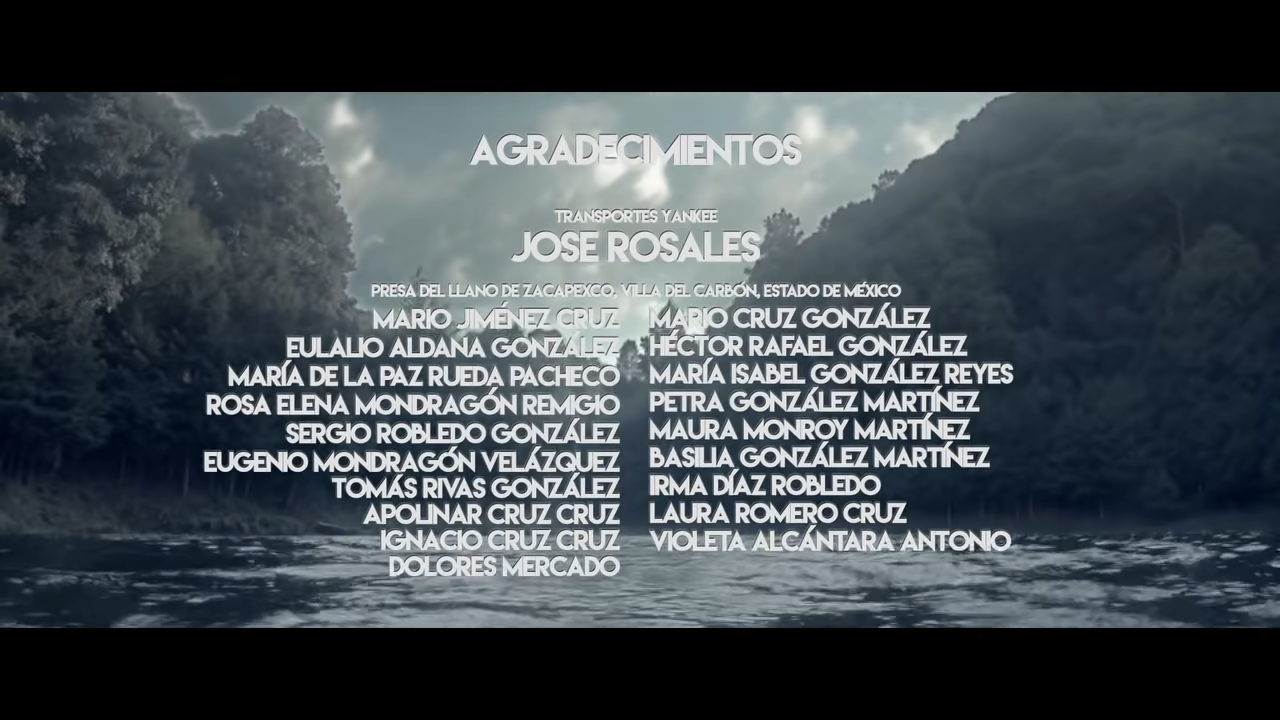 AGRADECIMIENTOS
TRANSPORTES YANKEE
JOSE ROSALES
PRESA DEL LLANO DE ZACAPEXCO, VILLA DEL CARBÓN, ESTADO DE MÉXICO
MARIO JIMÉNEZ CRUZ
EULALIO ALDANA GONZÁLEZ
MARÍA DE LA PAZ RUEDA PACHECO
ROSA ELENA MONDRAGÓN REMIGIO
SERGIO ROBLEDO GONZÁLEZ
EUGENIO MONDRAGÓN VELÁZQUEZ
TOMÁS RIVAS GONZÁLEZ
APOLINAR CRUZ CRUZ
IGNACIO CRUZ CRUZ
DOLORES MERCADO
MARIO CRUZ GONZÁLEZ
HÉCTOR RAFAEL GONZÁLEZ
MARÍA ISABEL GONZÁLEZ REYES
PETRA GONZÁLEZ MARTÍNEZ
MAURA MONROY MARTÍNEZ
BASILIA GONZÁLEZ MARTÍNEZ
IRMA DÍAZ ROBLEDO
LAURA ROMERO CRUZ
VIOLETA ALCÁNTARA ANTONIO